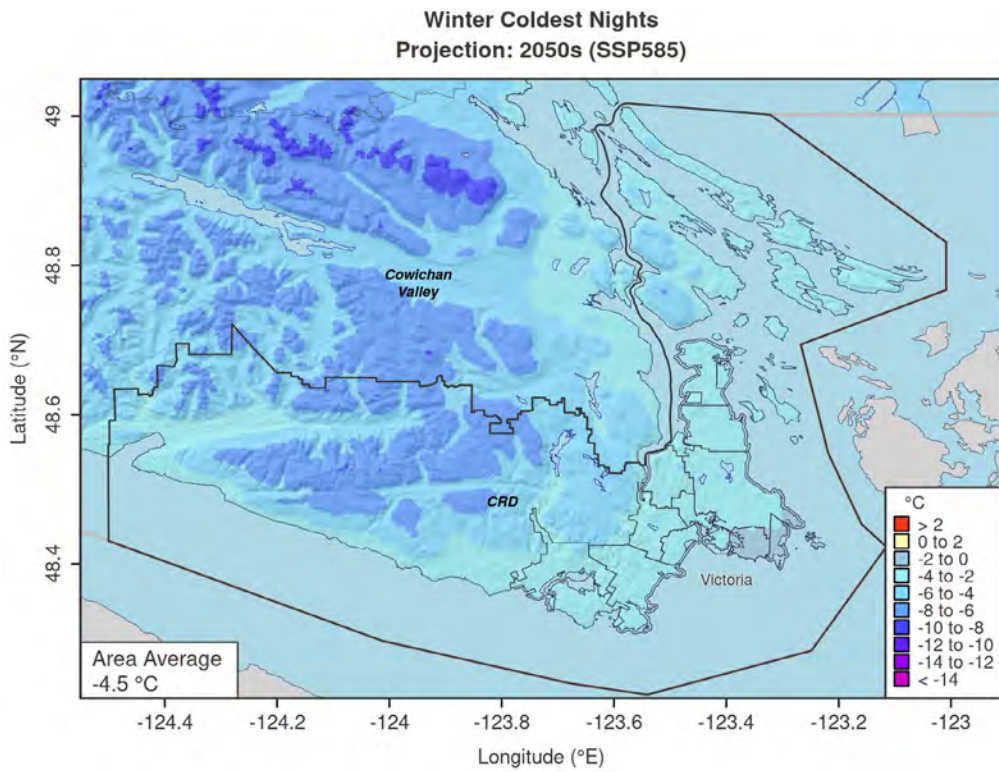 Winter Coldest Nights
Projection: 2050s (SSP585)
49
48.8
48.6
48.4
Latitude (°N)
Cowichan
Valley
CRD
Victoria
°C
> 2
0 to 2
-2 to 0
-4 to -2
-6 to -4
-8 to -6
-10 to -8
-12 to -10
-14 to -12
< -14
Area Average
-4.5 °C
-124.4
-124.2
-124
-123.8
-123.6
-123.4
-123.2
-123
Longitude (°E)